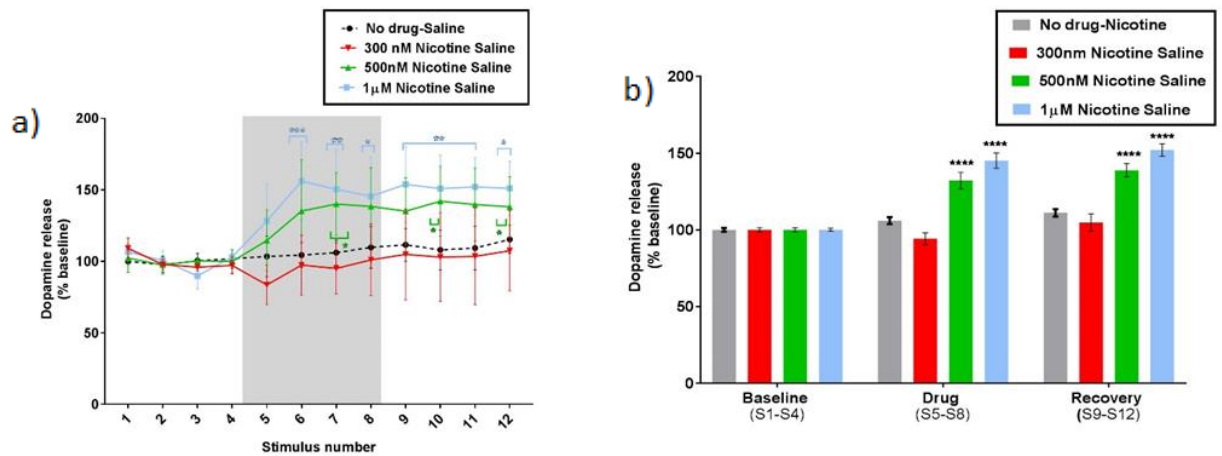 a)
No drug-Saline
300 nM Nicotine Saline
500nM Nicotine Saline
1μM Nicotine Saline
Dopamine release
(% baseline)
200
150
100
50
0
***
**
*
**
*
*
*
*
1 2 3 4 5 6 7 8 9 10 11 12
Stimulus number
b)
No drug-Nicotine
300nm Nicotine Saline
500nM Nicotine Saline
1μM Nicotine Saline
Dopamine release
(% baseline)
200
150
100
50
0
**** ****
**** ****
Baseline
(S1-S4)
Drug
(S5-S8)
Recovery
(S9-S12)